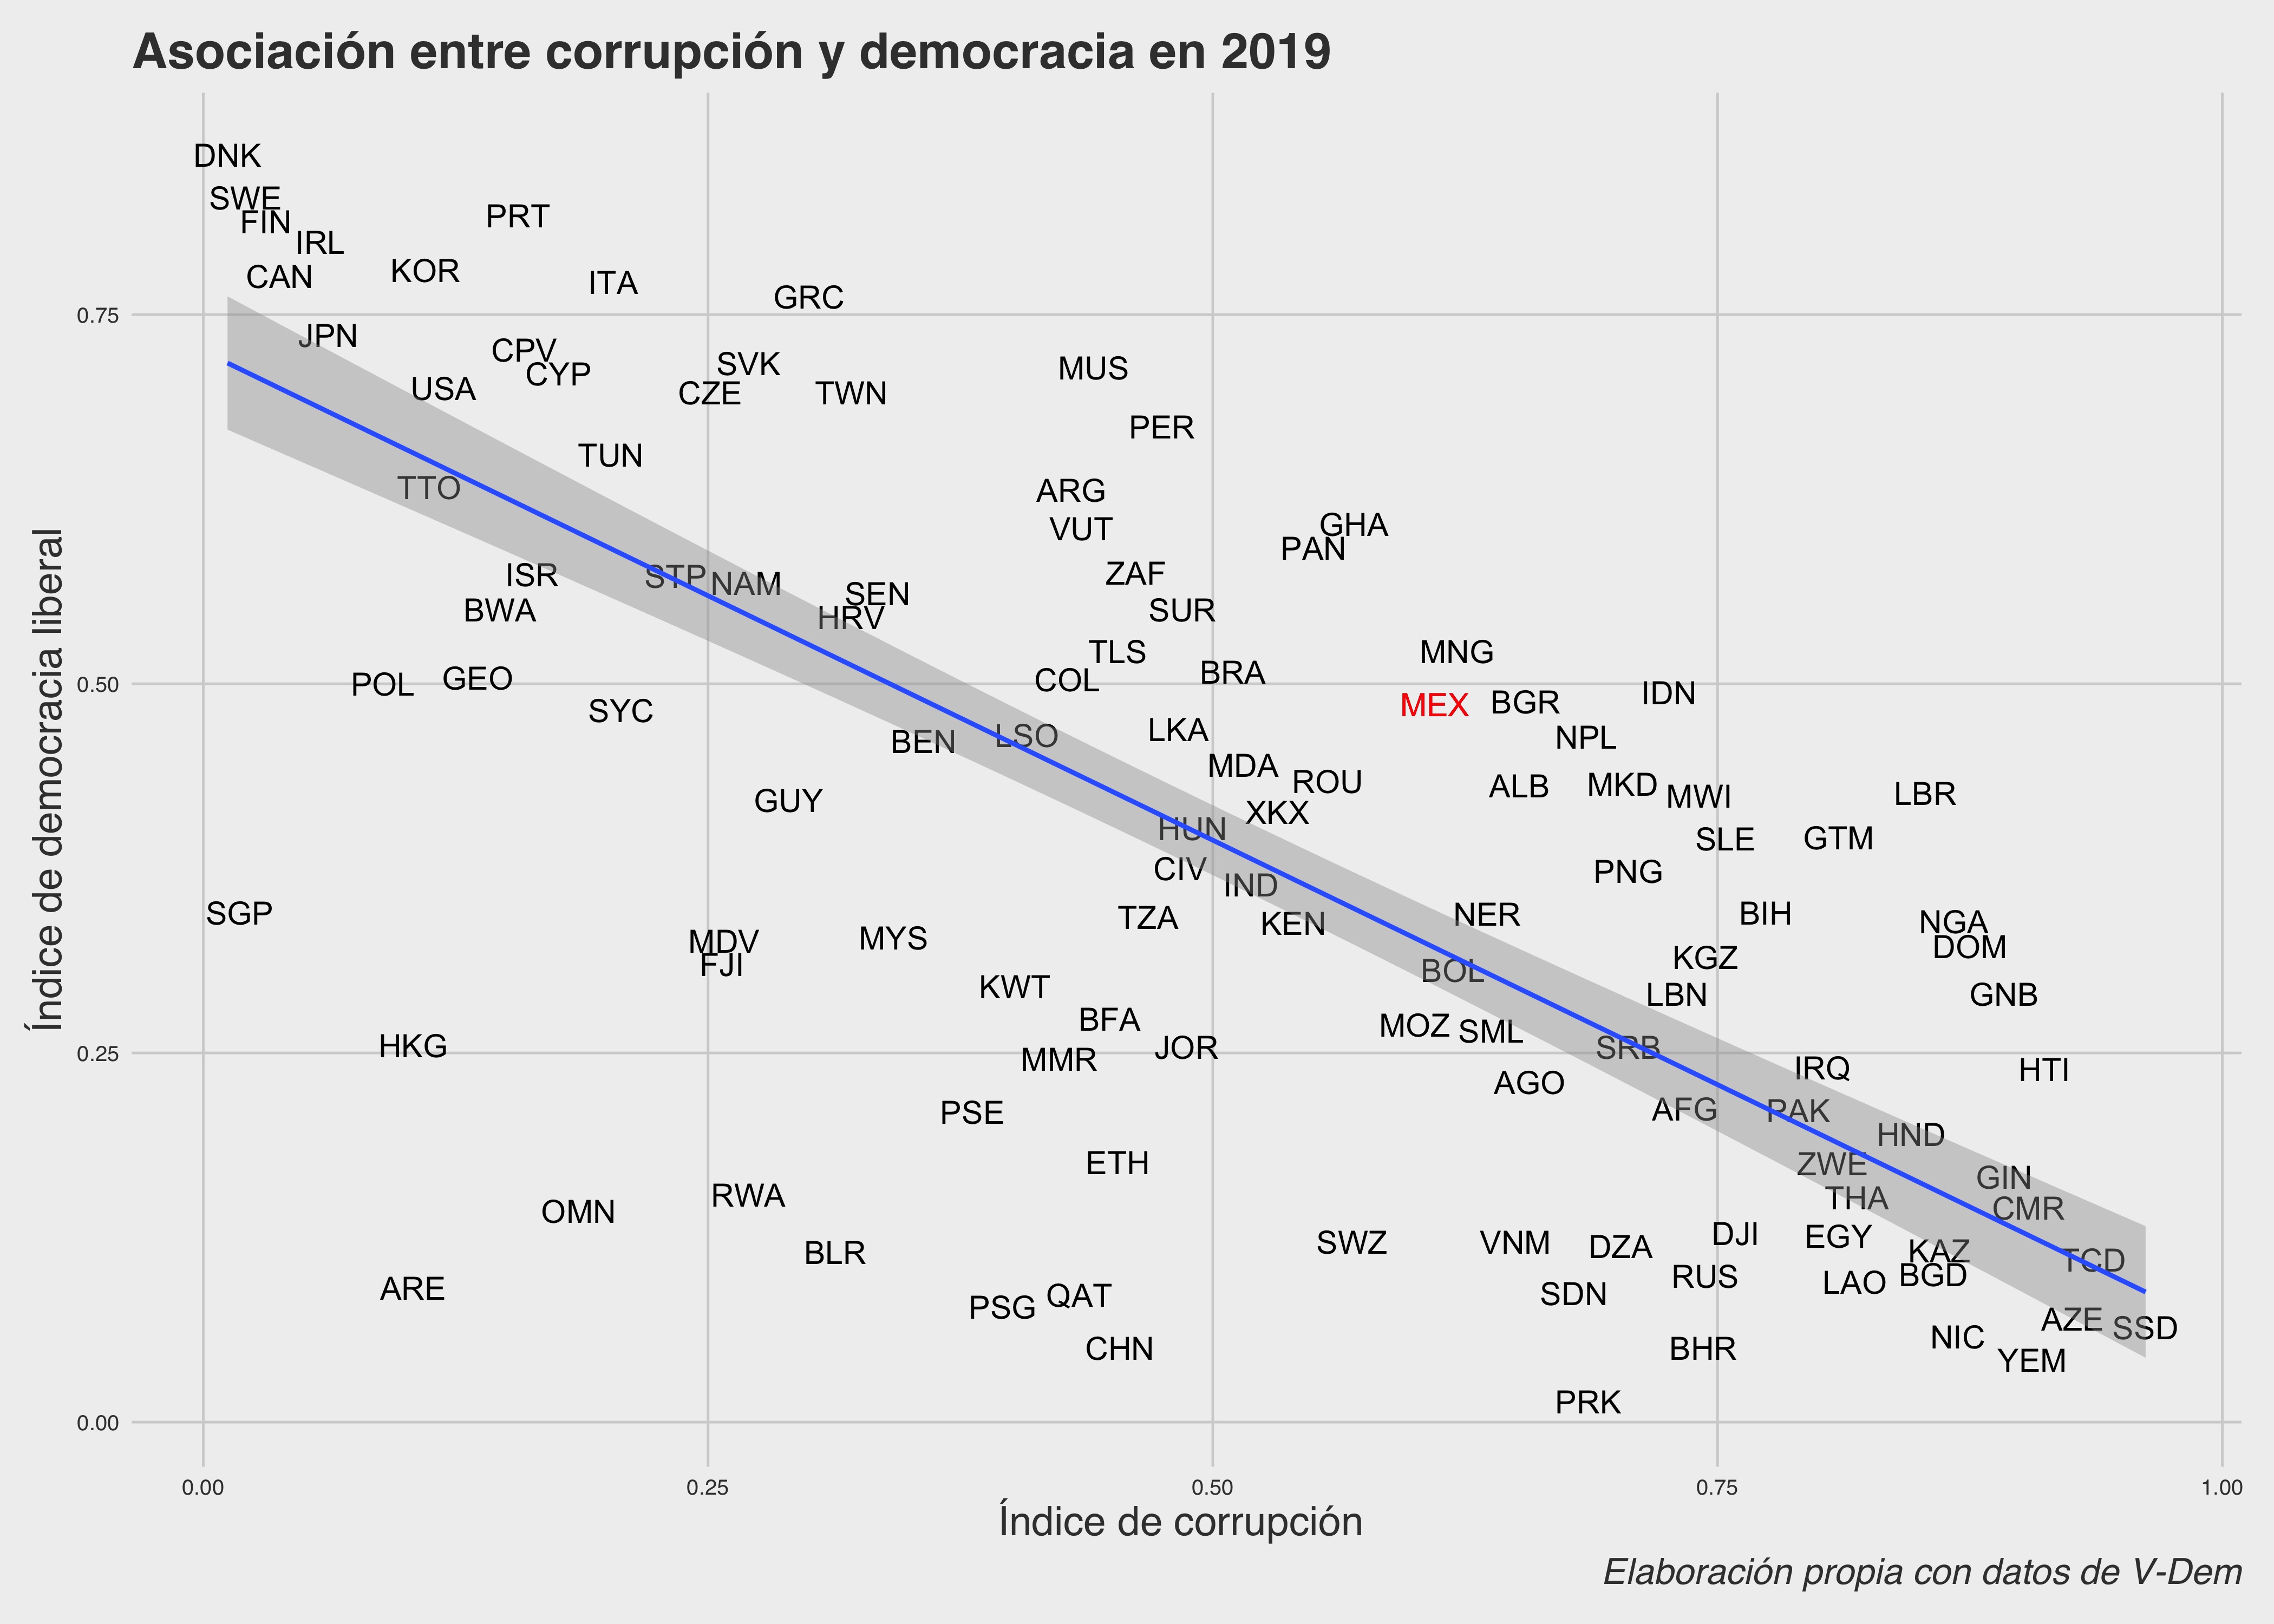 Asociación entre corrupción y democracia en 2019
DNK
SWE
PRT
FIN
IRL
KOR
CAN
ITA
GRC
0.75
JPN
CPV
SVK
MUS
CYP
USA
CZE
TWN
PER
TUN
TTO
ARG
GHA
VUT
PAN
ZAF
ISR
STP
NAM
SEN
BWA
SUR
HRV
TLS
MNG
BRA
GEO
COL
POL
0.50
IDN
BGR
MEX
SYC
LKA
LSO
NPL
BEN
MDA
ROU
MKD
ALB
LBR
MWI
GUY
XKX
HUN
GTM
SLE
CIV
PNG
IND
SGP
BIH
NER
TZA
NGA
KEN
MYS
MDV
DOM
KGZ
FJI
BOL
KWT
LBN
GNB
BFA
MOZ
SML
HKG
JOR
SRB
0.25
MMR
IRQ
HTI
AGO
AFG
PAK
PSE
HND
ETH
ZWE
GIN
RWA
THA
CMR
OMN
DJI
EGY
SWZ
VNM
DZA
BLR
KAZ
TCD
BGD
RUS
LAO
ARE
SDN
QAT
PSG
AZE
SSD
NIC
CHN
BHR
YEM
PRK
0.00
Índice de democracia liberal
0.00 0.25 0.50 0.75 1.00
Índice de corrupción
Elaboración propia con datos de V-Dem